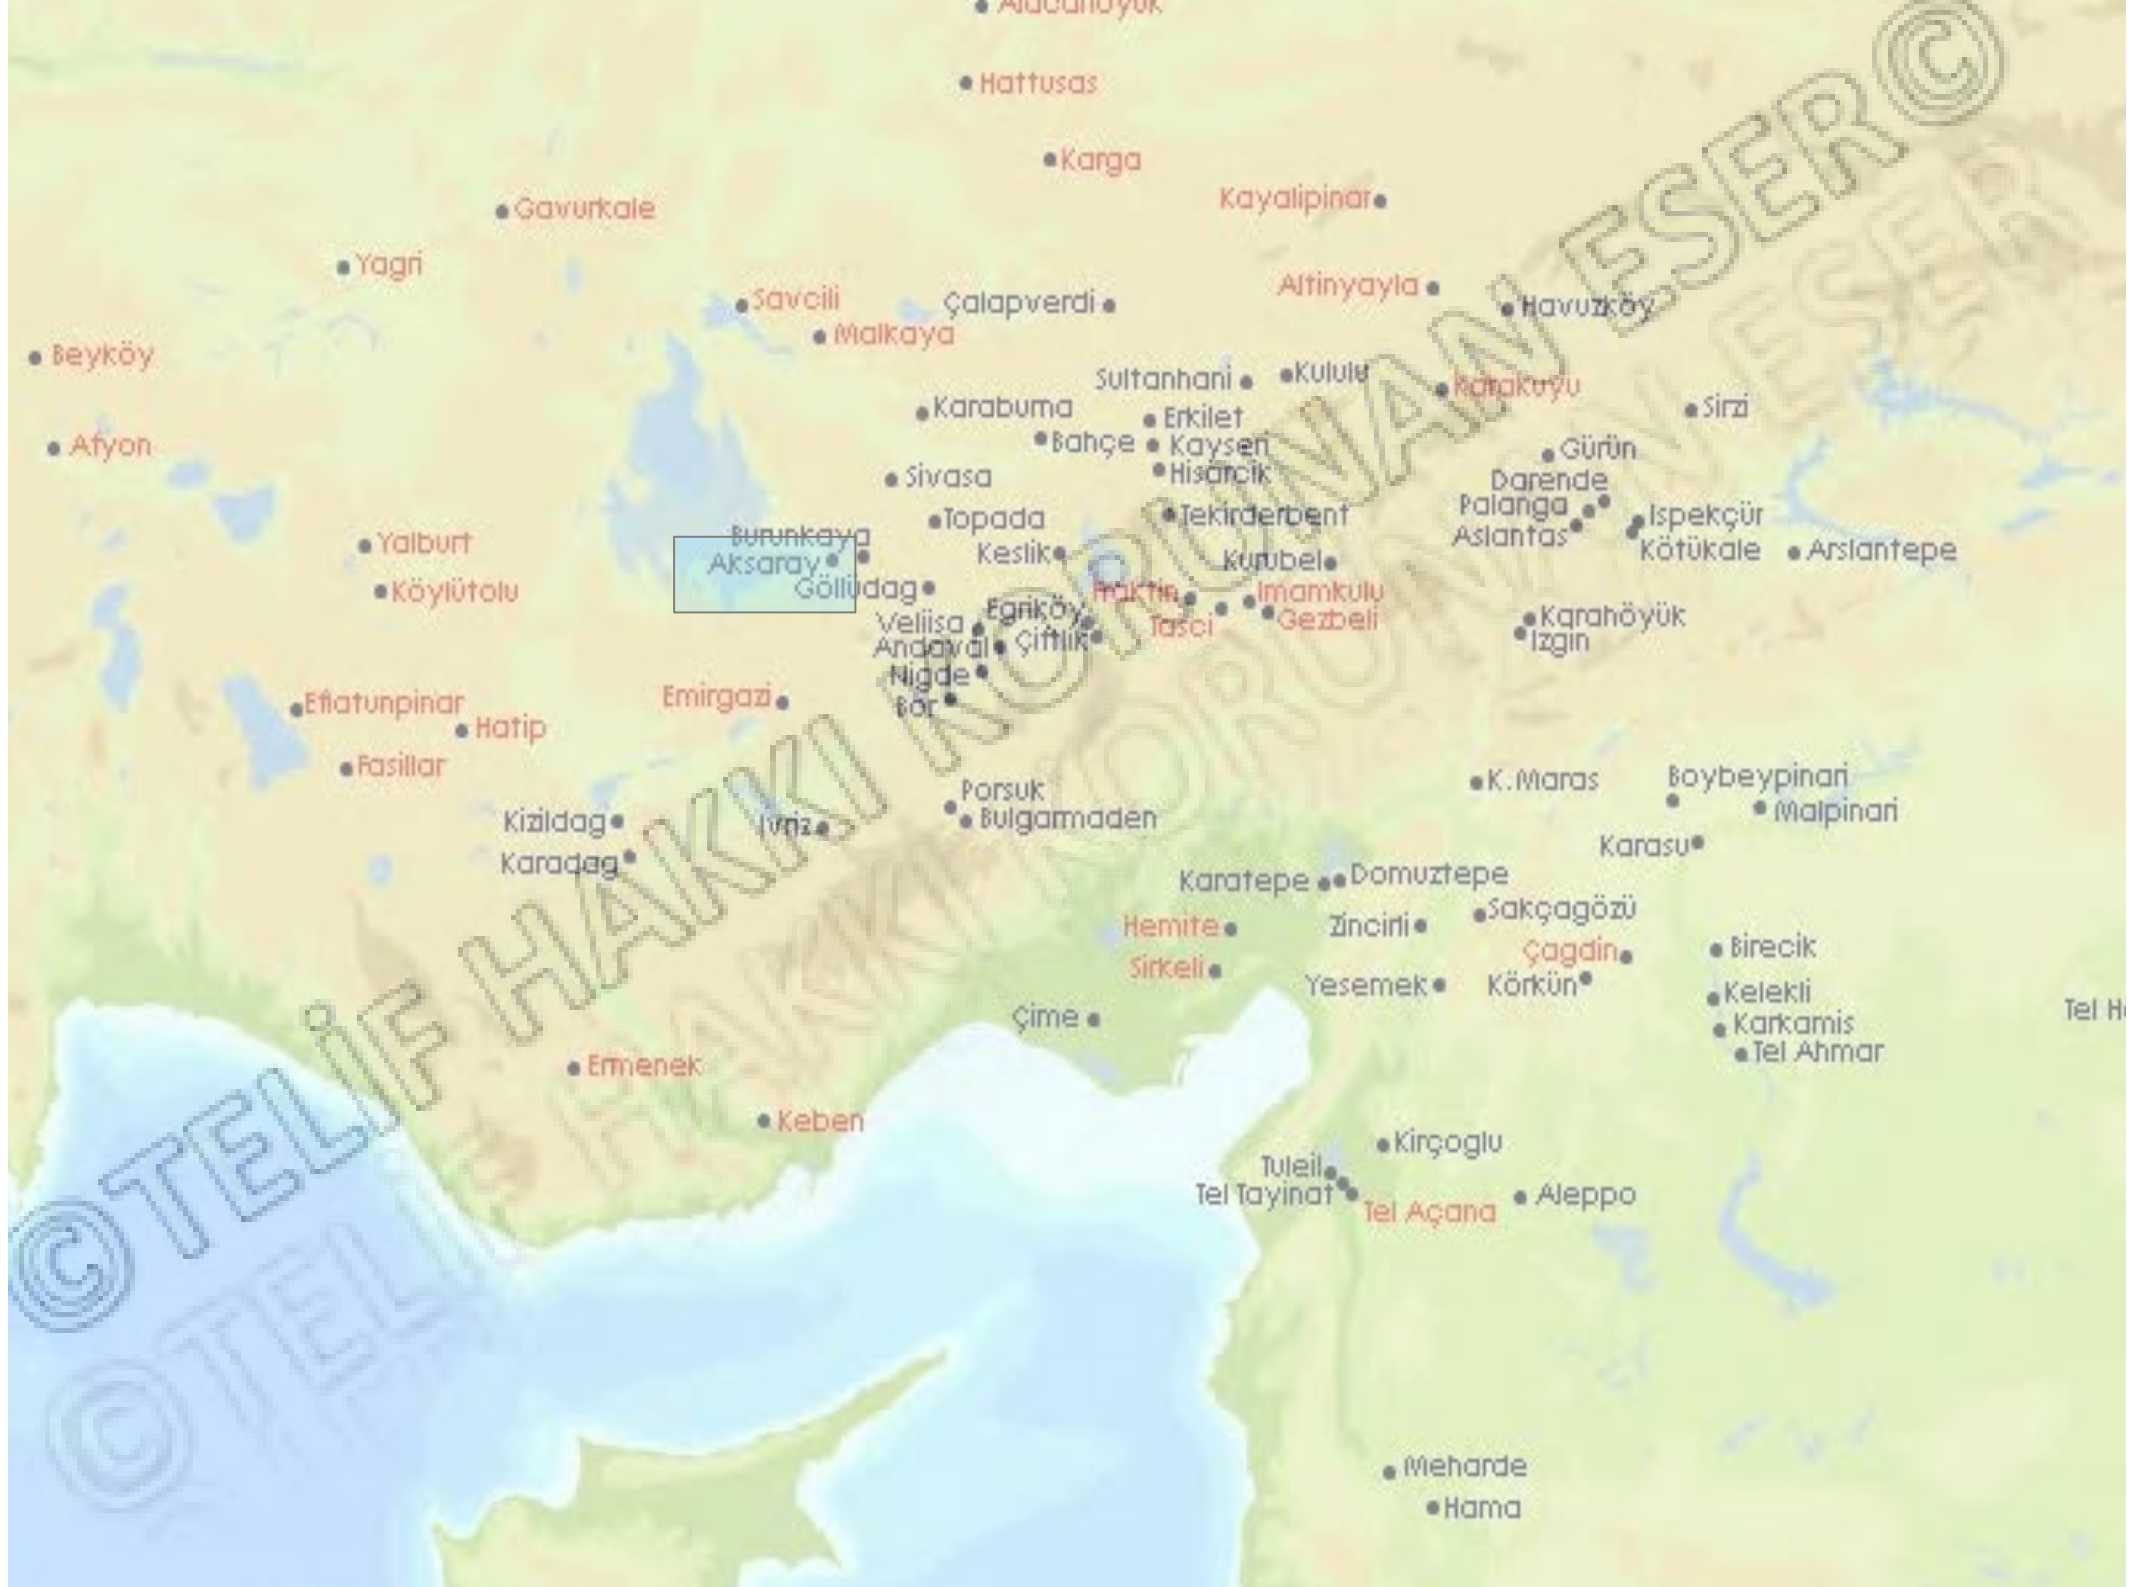 Alacahöyük
Hattusas
Karga
Kayalipinar
Gavurkale
Yagri
Altinyayla
Savcili
Çalapverdi
Havuzköy
Malkaya
Beyköy
Sultanhani
Kululu
Karakuyu
Karaburna
Sirzi
Erkilet
Afyon
Bahçe
Kayseri
Gürün
Hisarcik
Sivasa
Darende
Palanga
Topada
Tekirderbent
Ispekçür
Burunkaya
Aslantas
Yalburt
Keslik
Kötükale
Arslantepe
Aksaray
Kurubel
Göllüdag
Köylütolu
Fraktin
Imamkulu
Egriköy
Karahöyük
Veliisa
Tasci
Gezbeli
Çiftlik
Izgin
Andaval
Nigde
Emirgazi
Eflatunpinar
Bor
Hatip
Fasillar
K.Maras
Boybeypinari
Porsuk
Malpinari
Kizildag
Ivriz
Bulgarmaden
Karasu
Karadag
Karatepe
Domuztepe
Sakçagözü
Hemite
Zincirli
Çagdin
Birecik
Sirkeli
Yesemek
Körkün
Kelekli
Tel H
Çime
Karkamis
Tel Ahmar
Ermenek
Keben
Kirçoglu
Tuleil
Tel Tayinat
Aleppo
Tel Açana
Meharde
Hama
©TELİF HAKKI KORUNAN ESER©